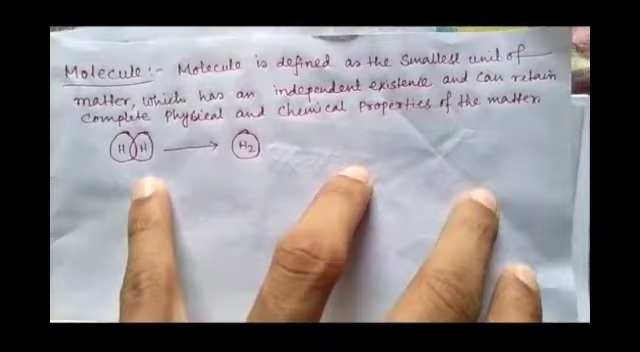 Molecule :- Molecule is defined as the smallest unit of
matter, which has an independent existence and can retain
complete Physical and Chemical Properties of the matter.
H H → H2